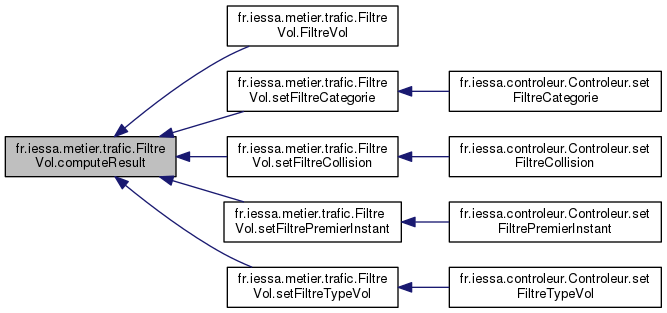 fr.iessa.metier.trafic.Filtre
Vol.FiltreVol
fr.iessa.metier.trafic.Filtre
Vol.setFiltreCategorie
fr.iessa.controleur.Controleur.set
FiltreCategorie
fr.iessa.metier.trafic.Filtre
Vol.computeResult
fr.iessa.metier.trafic.Filtre
Vol.setFiltreCollision
fr.iessa.controleur.Controleur.set
FiltreCollision
fr.iessa.metier.trafic.Filtre
Vol.setFiltrePremierInstant
fr.iessa.controleur.Controleur.set
FiltrePremierInstant
fr.iessa.metier.trafic.Filtre
Vol.setFiltreTypeVol
fr.iessa.controleur.Controleur.set
FiltreTypeVol